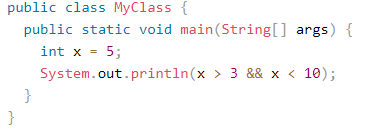 public class MyClass {
  public static void main(String[] args) {
    int x = 5;
    System.out.println(x > 3 && x < 10);
  }
}